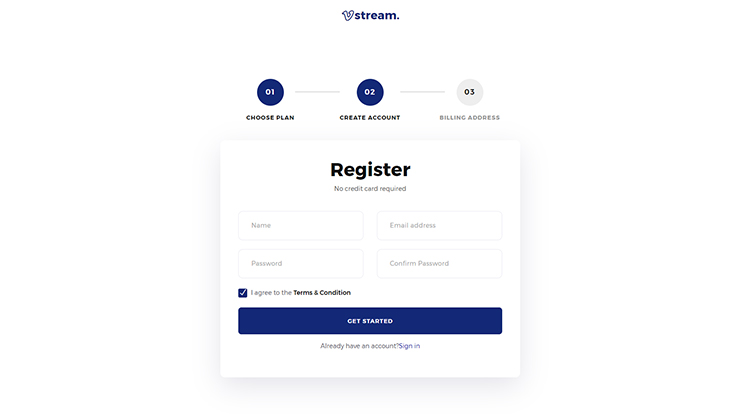 Vstream.
01 02 03
CHOOSE PLAN CREATE ACCOUNT BILLING ADDRESS
Register
No credit card required
Name Email address
Password Confirm Password
I agree to the Terms & Condition
GET STARTED
Already have an account?Sign in